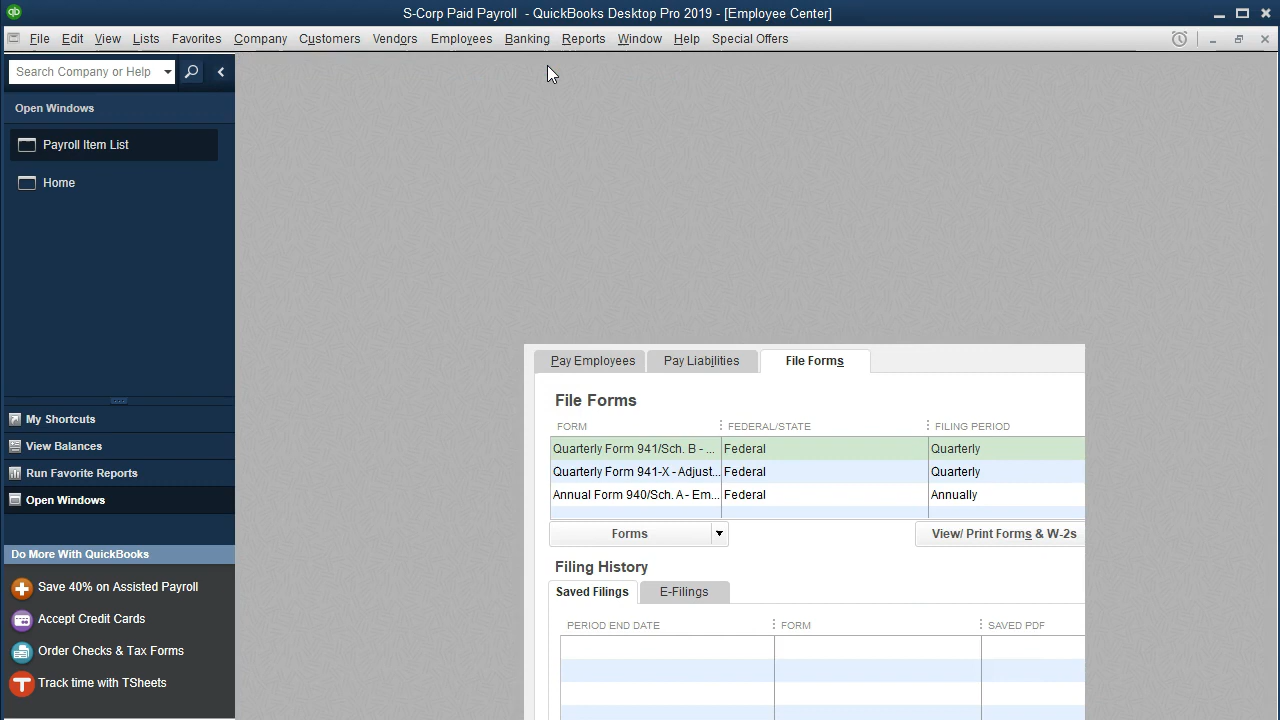 S-Corp Paid Payroll - QuickBooks Desktop Pro 2019 - [Employee Center]
File Edit View Lists Favorites Company Customers Vendors Employees Banking Reports Window Help Special Offers
Search Company or Help
Open Windows
Payroll Item List
Home
My Shortcuts
View Balances
Run Favorite Reports
Open Windows
Do More With QuickBooks
Save 40% on Assisted Payroll
Accept Credit Cards
Order Checks & Tax Forms
Track time with TSheets
Pay Employees Pay Liabilities File Forms
File Forms
FORM FEDERAL/STATE FILING PERIOD
Quarterly Form 941/Sch. B - ... Federal Quarterly
Quarterly Form 941-X - Adjust... Federal Quarterly
Annual Form 940/Sch. A - Em... Federal Annually
Forms View/ Print Forms & W-2s
Filing History
Saved Filings E-Filings
PERIOD END DATE FORM SAVED PDF